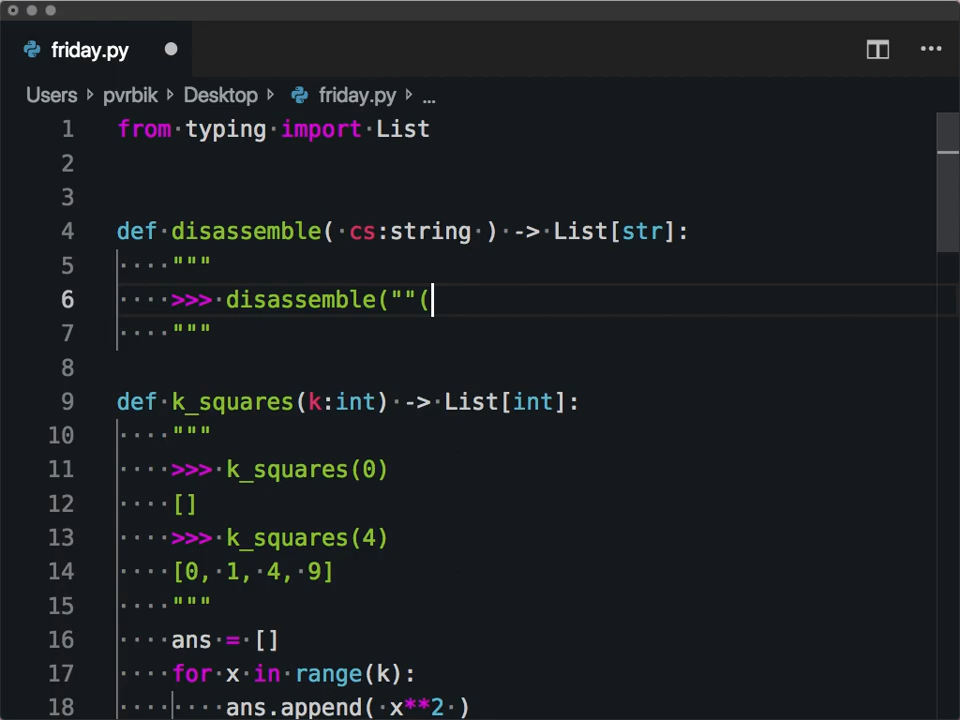 friday.py
Users pvrbik Desktop friday.py ...
1 from typing import List
2
3
4 def disassemble( cs:string ) -> List[str]:
5 """
6 >>> disassemble(""(
7 """
8
9 def k_squares(k:int) -> List[int]:
10 """
11 >>> k_squares(0)
12 []
13 >>> k_squares(4)
14 [0, 1, 4, 9]
15 """
16 ans = []
17 for x in range(k):
18 ans.append( x**2 )